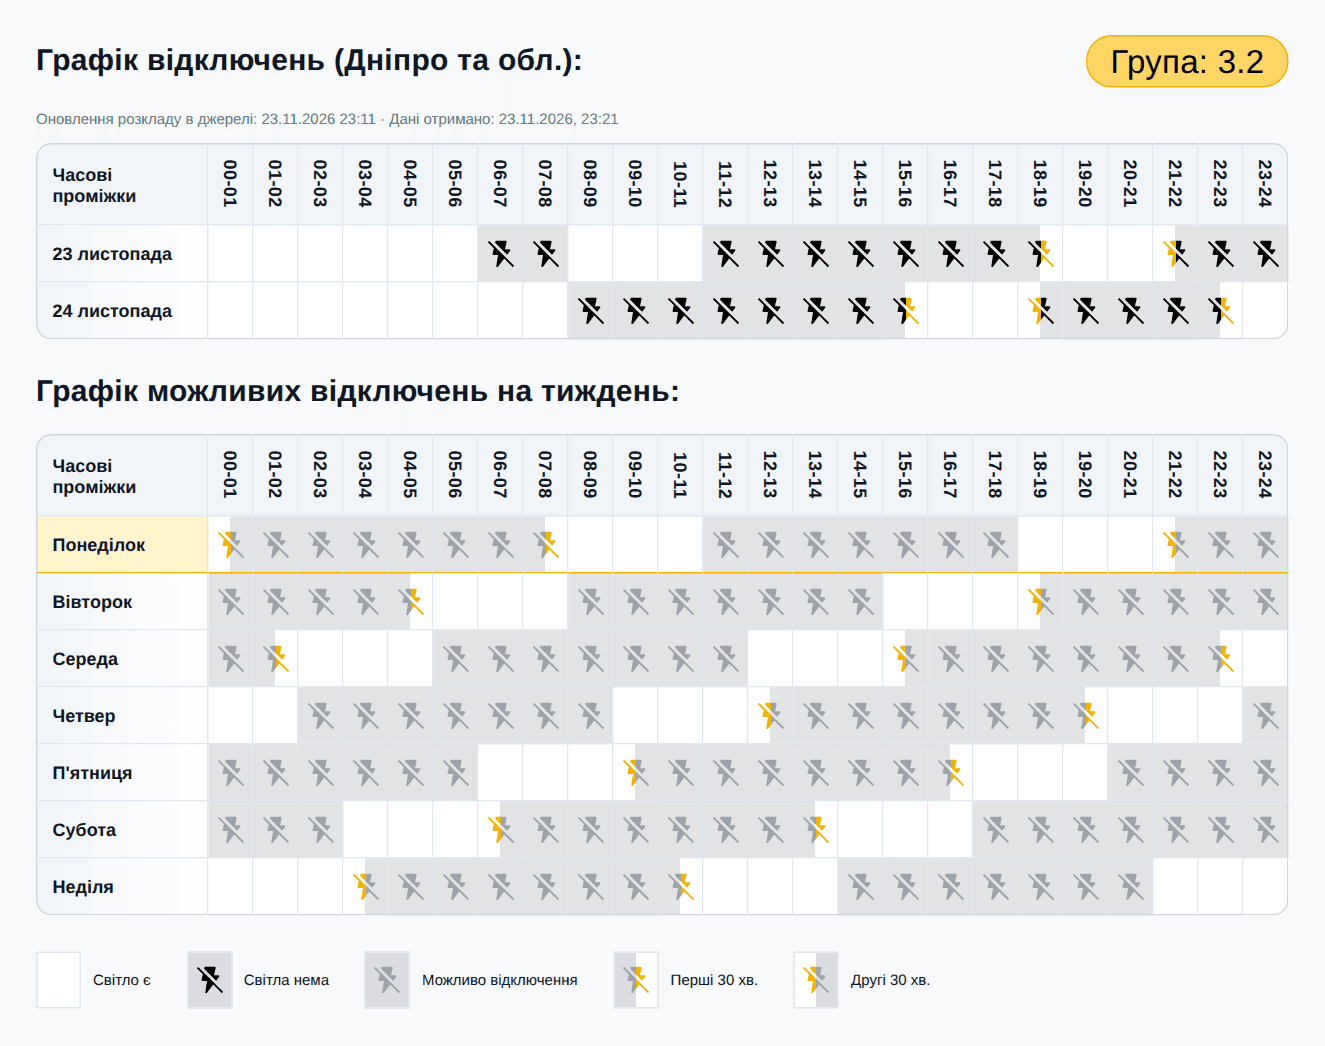 Графік відключень (Дніпро та обл.):
Група: 3.2
Оновлення розкладу в джерелі: 23.11.2026 23:11 · Дані отримано: 23.11.2026, 23:21
Часові проміжки 00-01 01-02 02-03 03-04 04-05 05-06 06-07 07-08 08-09 09-10 10-11 11-12 12-13 13-14 14-15 15-16 16-17 17-18 18-19 19-20 20-21 21-22 22-23 23-24
23 листопада
24 листопада
Графік можливих відключень на тиждень:
Часові проміжки 00-01 01-02 02-03 03-04 04-05 05-06 06-07 07-08 08-09 09-10 10-11 11-12 12-13 13-14 14-15 15-16 16-17 17-18 18-19 19-20 20-21 21-22 22-23 23-24
Понеділок
Вівторок
Середа
Четвер
П'ятниця
Субота
Неділя
Світло є Світла нема Можливо відключення Перші 30 хв. Другі 30 хв.